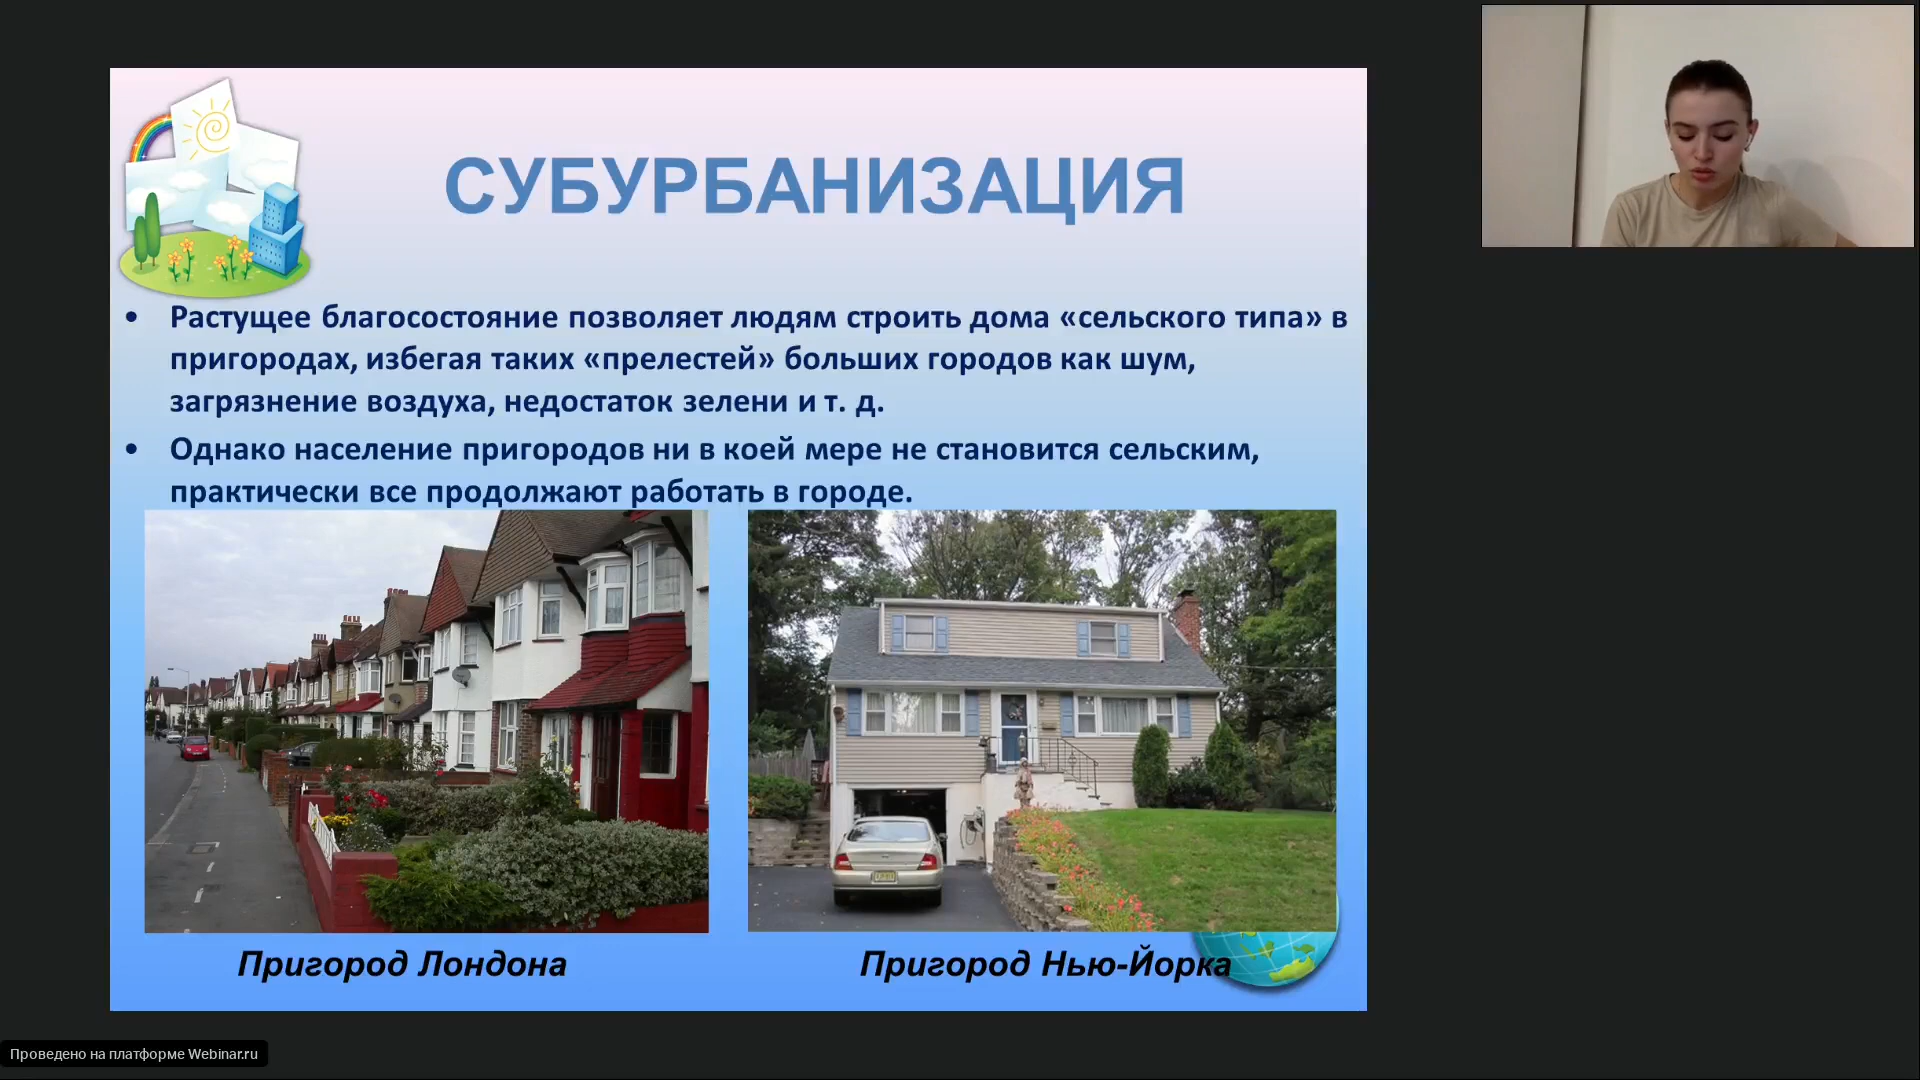 СУБУРБАНИЗАЦИЯ
• Растущее благосостояние позволяет людям строить дома «сельского типа» в
пригородах, избегая таких «прелестей» больших городов как шум,
загрязнение воздуха, недостаток зелени и т. д.
• Однако население пригородов ни в коей мере не становится сельским,
практически все продолжают работать в городе.
Пригород Лондона
Пригород Нью-Йорка
Проведено на платформе Webinar.ru